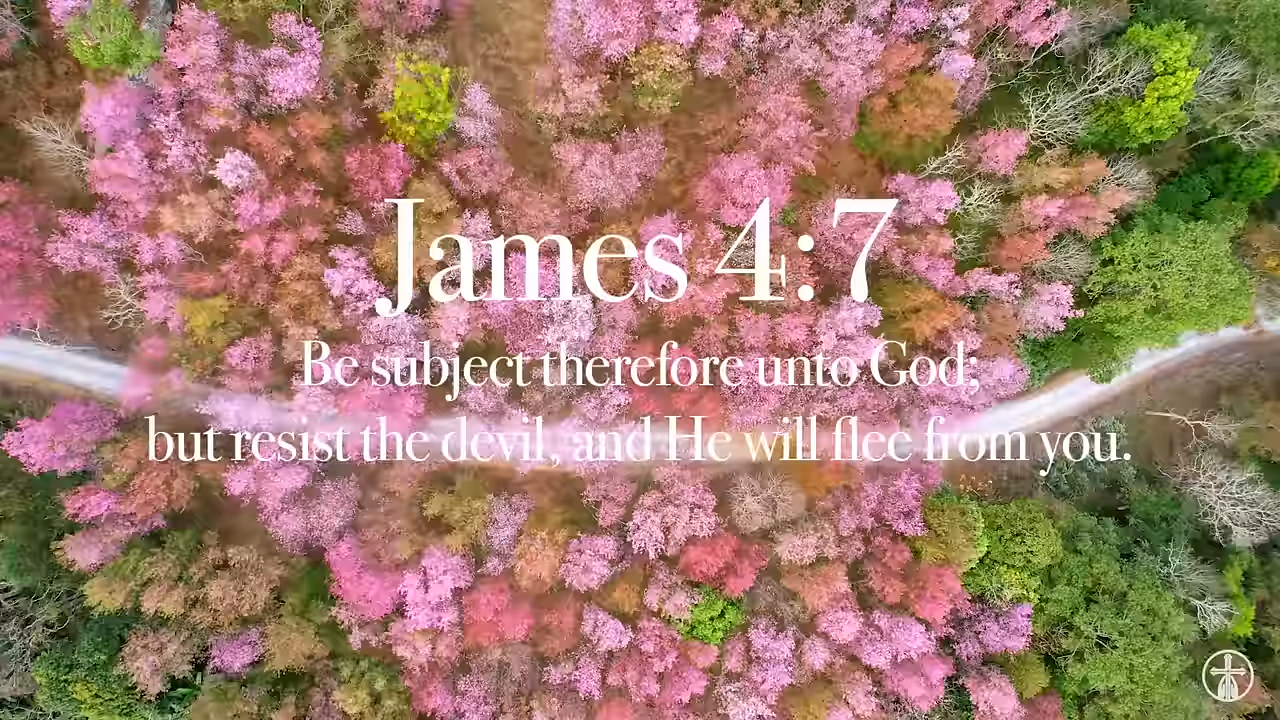 James 4:7
Be subject therefore unto God;
but resist the devil, and He will flee from you.